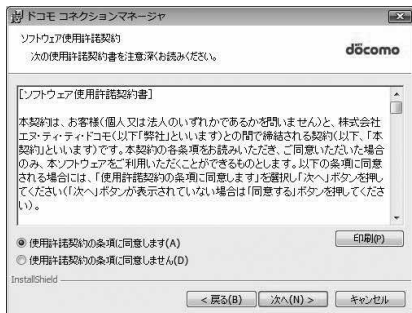 ドコモ コネクションマネージャ
ソフトウェア使用許諾契約
次の使用許諾契約書を注意深くお読みください。
döcomo
[ソフトウェア使用許諾契約書]
本契約は、お客様(個人又は法人のいずれかであるかを問いません)と、株式会社
エヌ・ティ・ティ・ドコモ(以下「弊社」といいます)との間で締結される契約(以下、「本
契約」といいます)です。本契約の各条項をお読みいただき、ご同意いただいた場合
のみ、本ソフトウェアをご利用いただくことができるものとします。以下の条項に同意
される場合には、「使用許諾契約の条項に同意します」を選択し「次へ」ボタンを押し
てください(「次へ」ボタンが表示されていない場合は「同意する」ボタンを押してくださ
い)。
使用許諾契約の条項に同意します(A)
印刷(P)
使用許諾契約の条項に同意しません(D)
InstallShield
< 戻る(B)
次へ(N) >
キャンセル